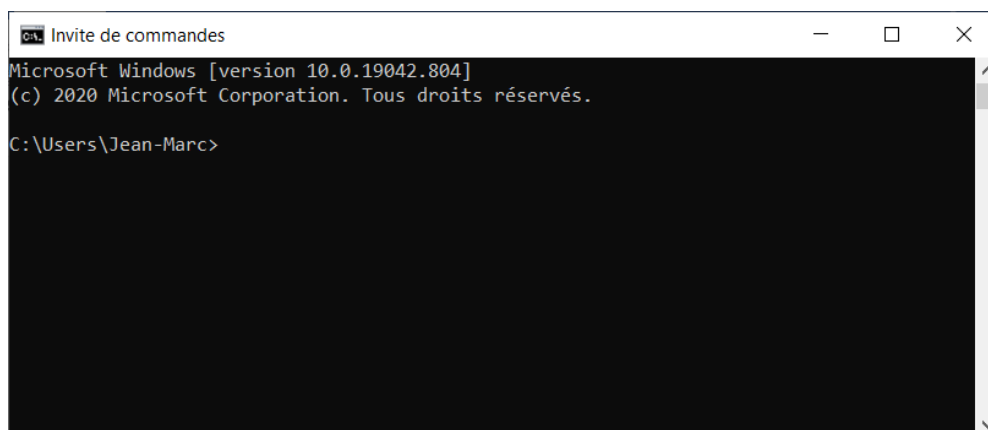 Invite de commandes
Microsoft Windows [version 10.0.19042.804]
(c) 2020 Microsoft Corporation. Tous droits réservés.
C:\Users\Jean-Marc>